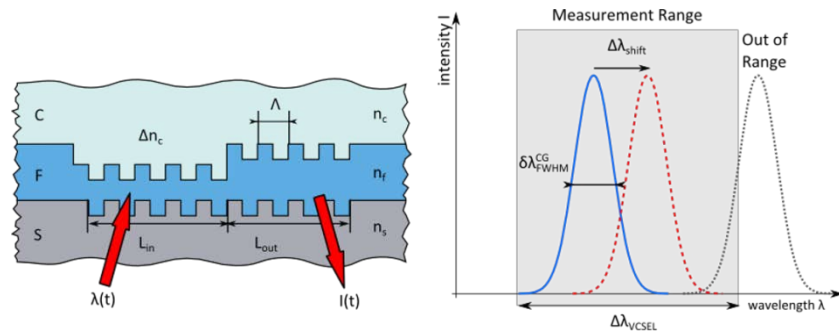 C
Δn_c
Λ
n_c
F
n_f
S
L_in
L_out
n_s
λ(t)
I(t)
Measurement Range
intensity I
Δλ_shift
Out of
Range
δλ^CG_FWHM
wavelength λ
Δλ_VCSEL